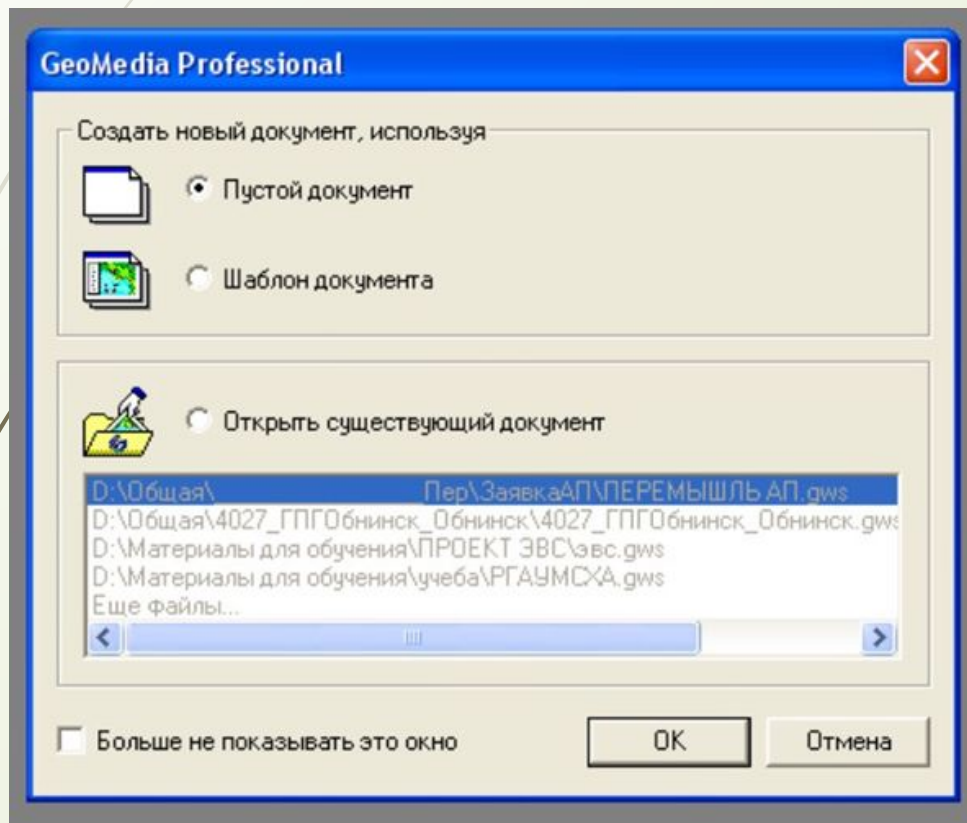 GeoMedia Professional
Создать новый документ, используя
Пустой документ
Шаблон документа
Открыть существующий документ
D:\Общая\ Пер\ЗаявкаАП\ПЕРЕМЫШЛЬ АП.gws
D:\Общая\4027_ГПГОбнинск_Обнинск\4027_ГПГОбнинск_Обнинск.gws
D:\Материалы для обучения\ПРОЕКТ ЭВС\эвс.gws
D:\Материалы для обучения\учеба\РГАУМСХА.gws
Еще файлы...
Больше не показывать это окно
OK
Отмена